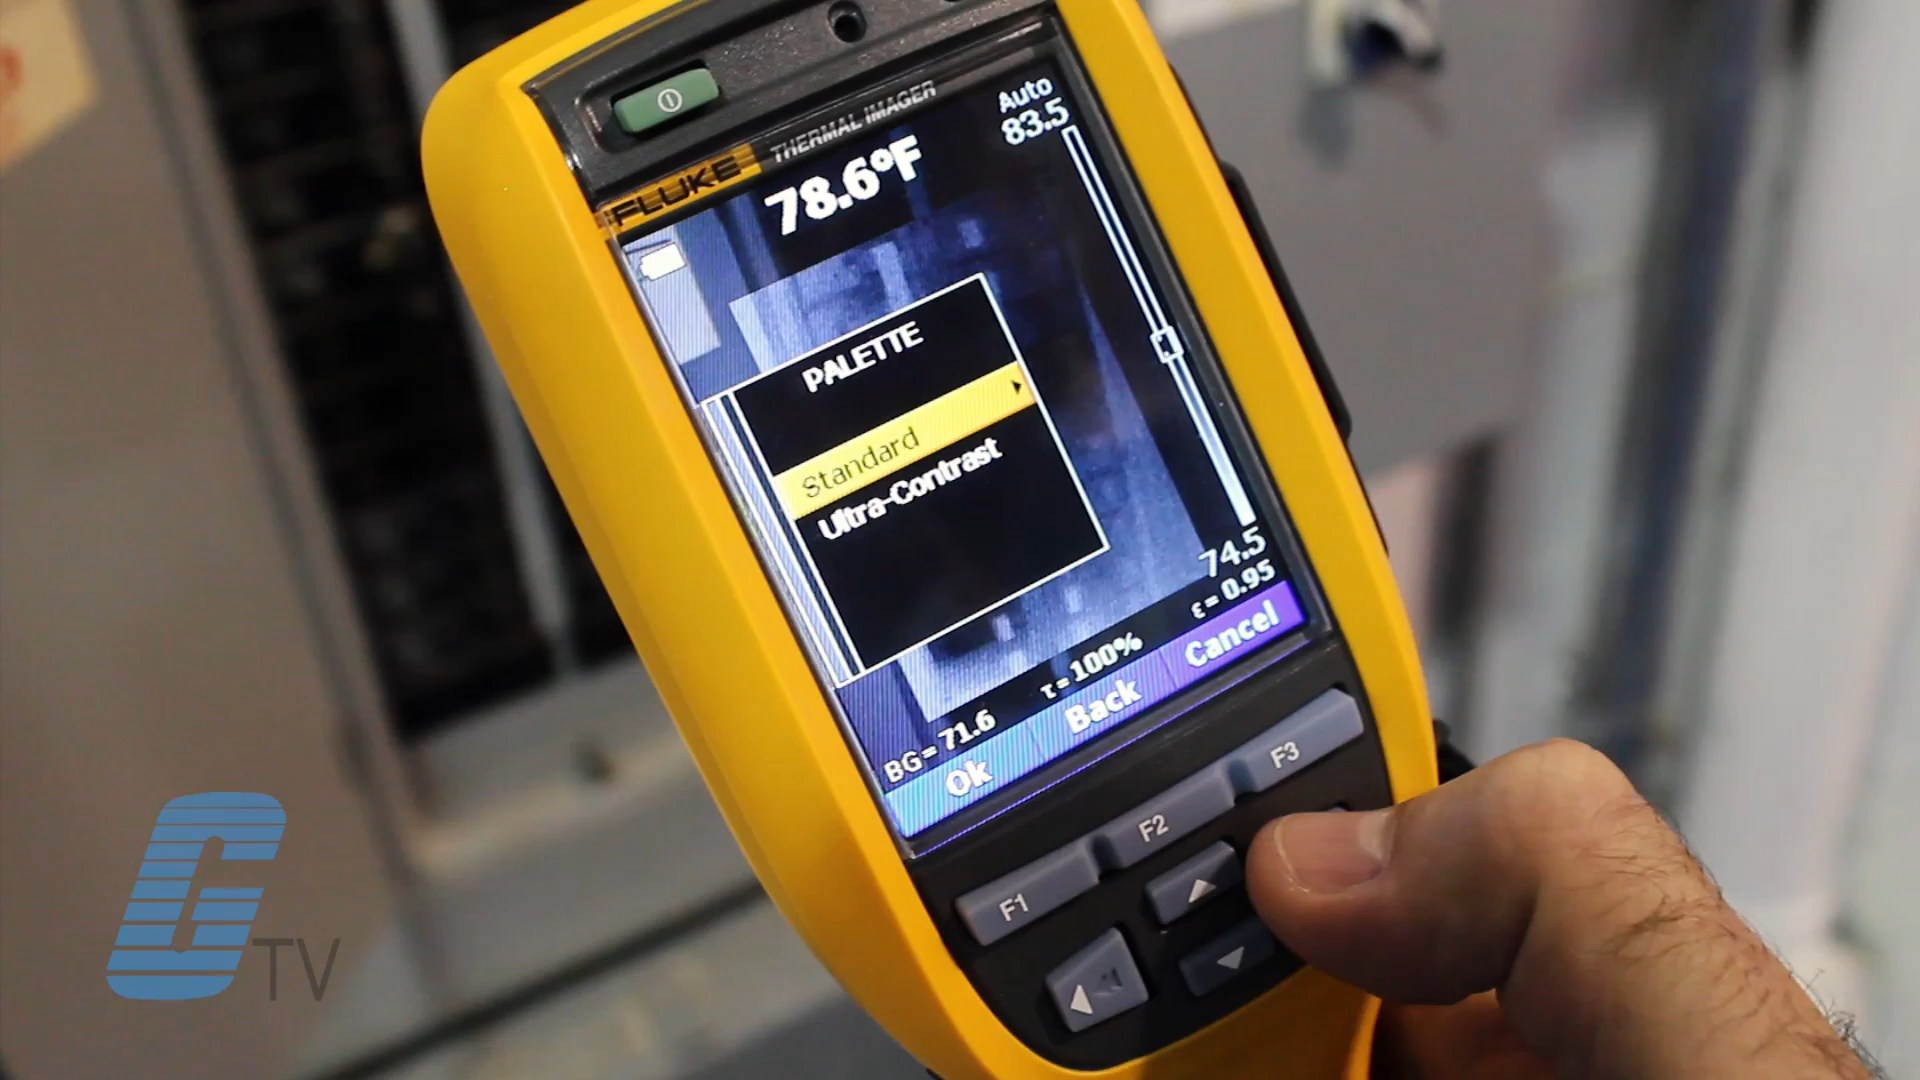 THERMAL IMAGER
FLUKE
Auto
83.5
78.6°F
PALETTE
Standard
Ultra-Contrast
74.5
ε = 0.95
τ = 100%
BG = 71.6
Ok Back Cancel
F1 F2 F3
G TV